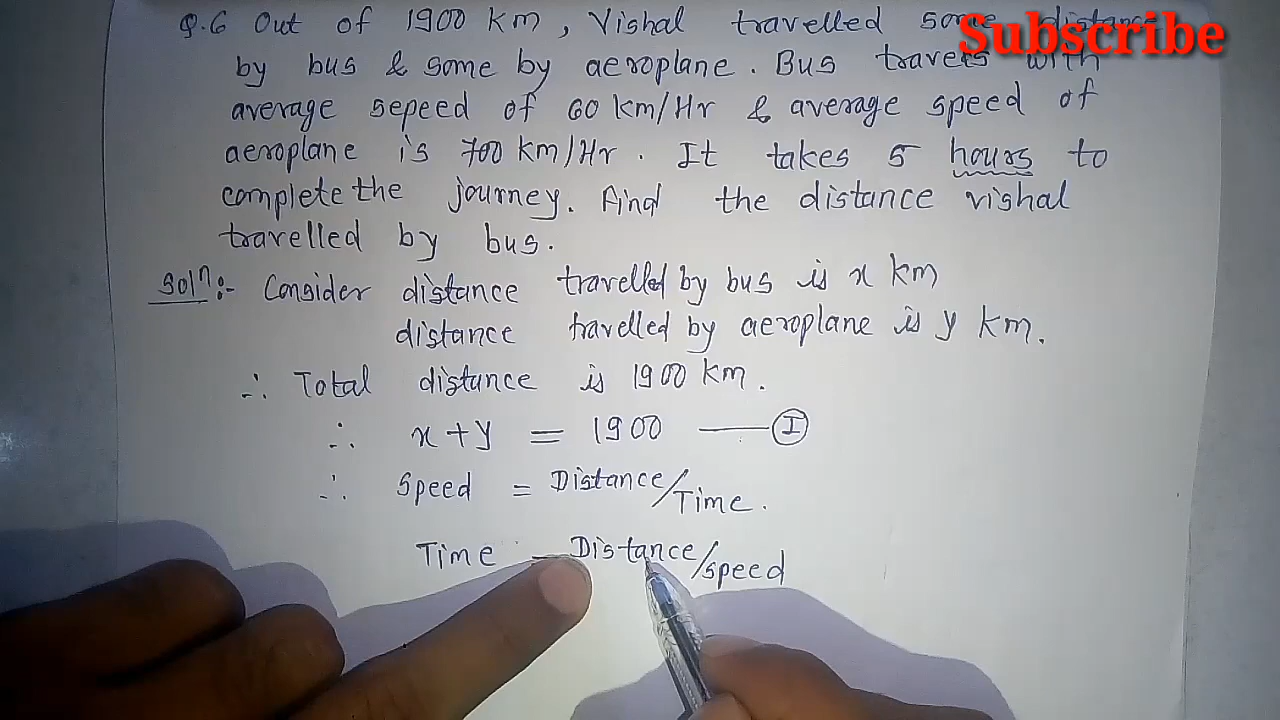 Q.6 Out of 1900 km, Vishal travelled some distance
Subscribe
by bus & some by aeroplane. Bus travels with
average sepeed of 60 km/Hr & average speed of
aeroplane is 700 km/Hr. It takes 5 hours to
complete the journey. Find the distance vishal
travelled by bus.
Solⁿ:- Consider distance travelled by bus is x km
distance travelled by aeroplane is y km.
∴ Total distance is 1900 km.
∴ x+y = 1900 —— I
∴ Speed = Distance/Time.
Time = Distance/speed